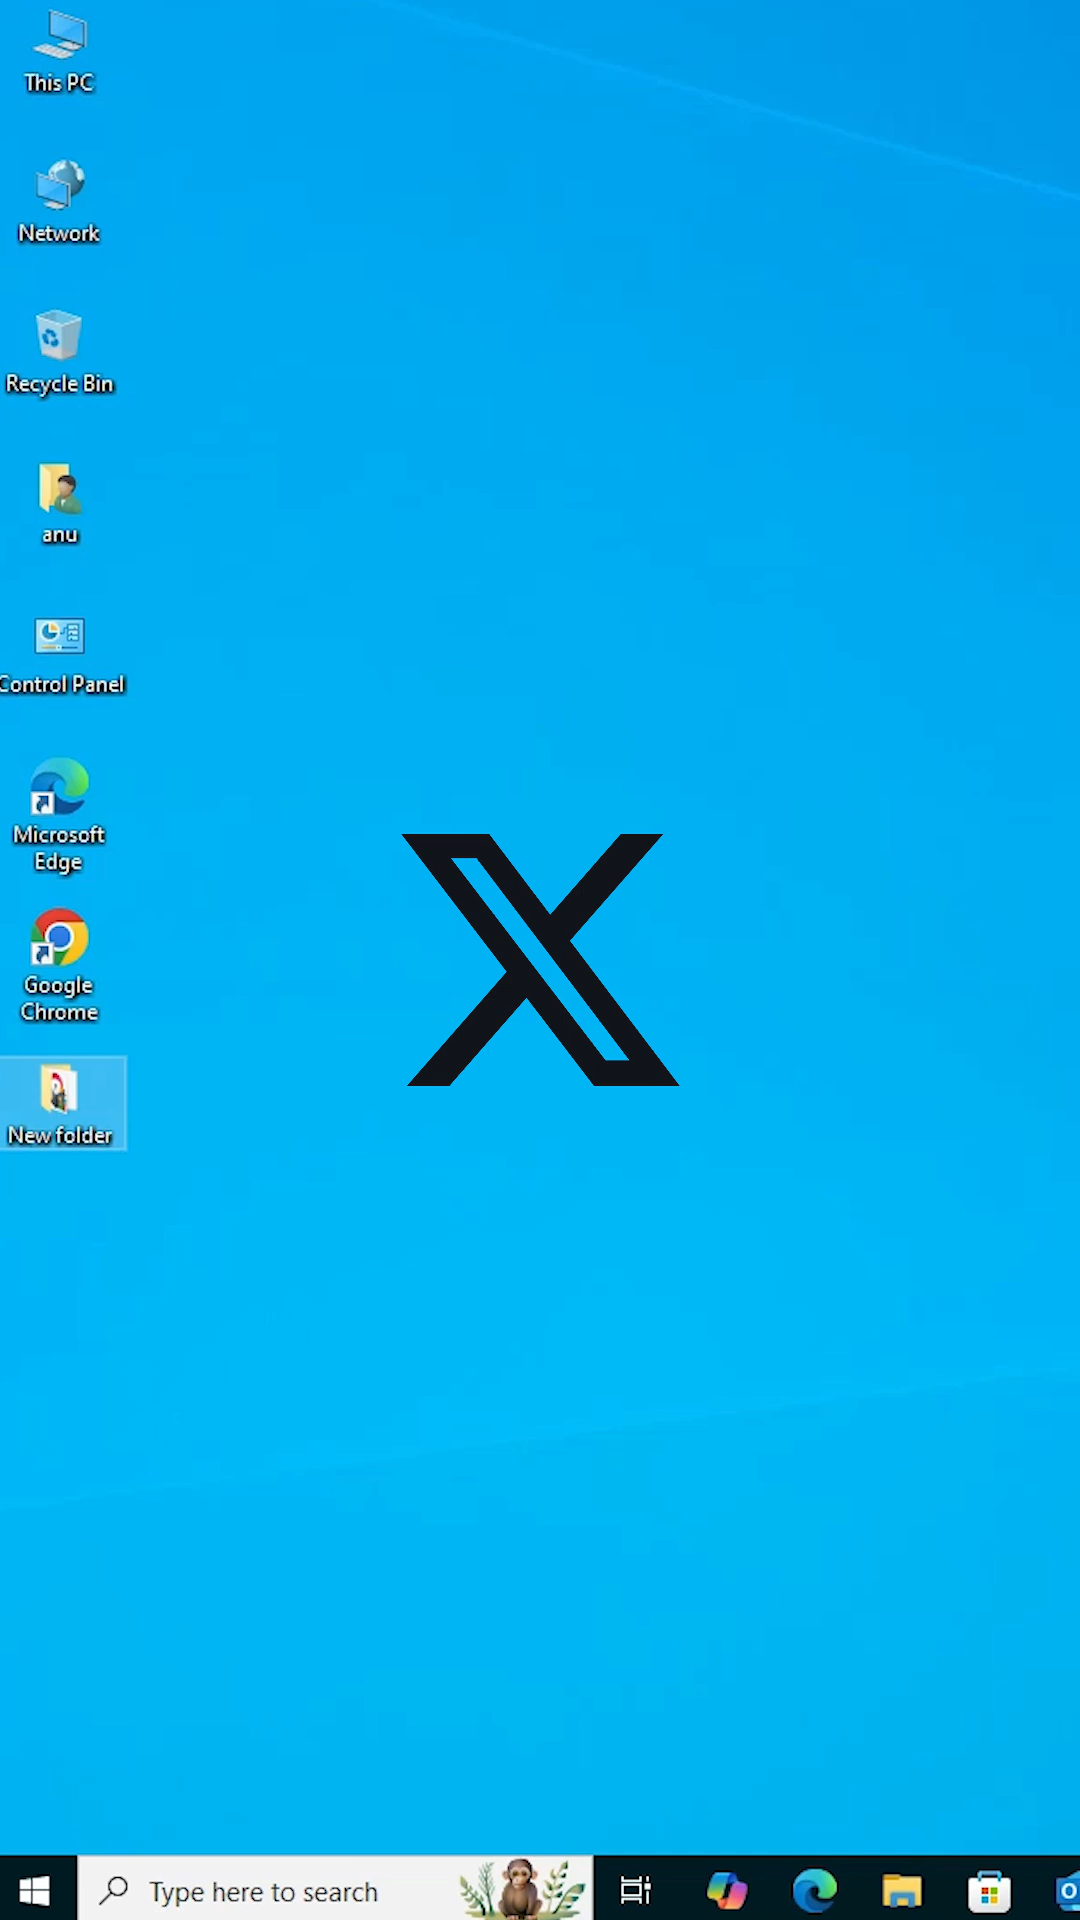 This PC
Network
Recycle Bin
anu
Control Panel
Microsoft
Edge
Google
Chrome
New folder
X
Type here to search